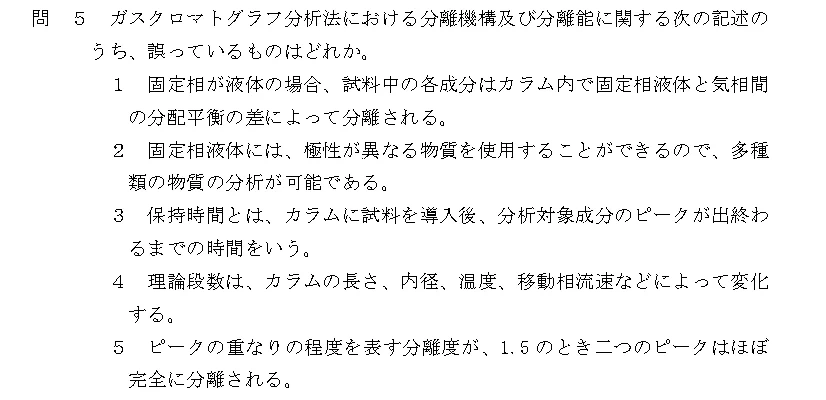 問　５　ガスクロマトグラフ分析法における分離機構及び分離能に関する次の記述の
うち、誤っているものはどれか。
１　固定相が液体の場合、試料中の各成分はカラム内で固定相液体と気相間
の分配平衡の差によって分離される。
２　固定相液体には、極性が異なる物質を使用することができるので、多種
類の物質の分析が可能である。
３　保持時間とは、カラムに試料を導入後、分析対象成分のピークが出終わ
るまでの時間をいう。
４　理論段数は、カラムの長さ、内径、温度、移動相流速などによって変化
する。
５　ピークの重なりの程度を表す分離度が、1.5のとき二つのピークはほぼ
完全に分離される。